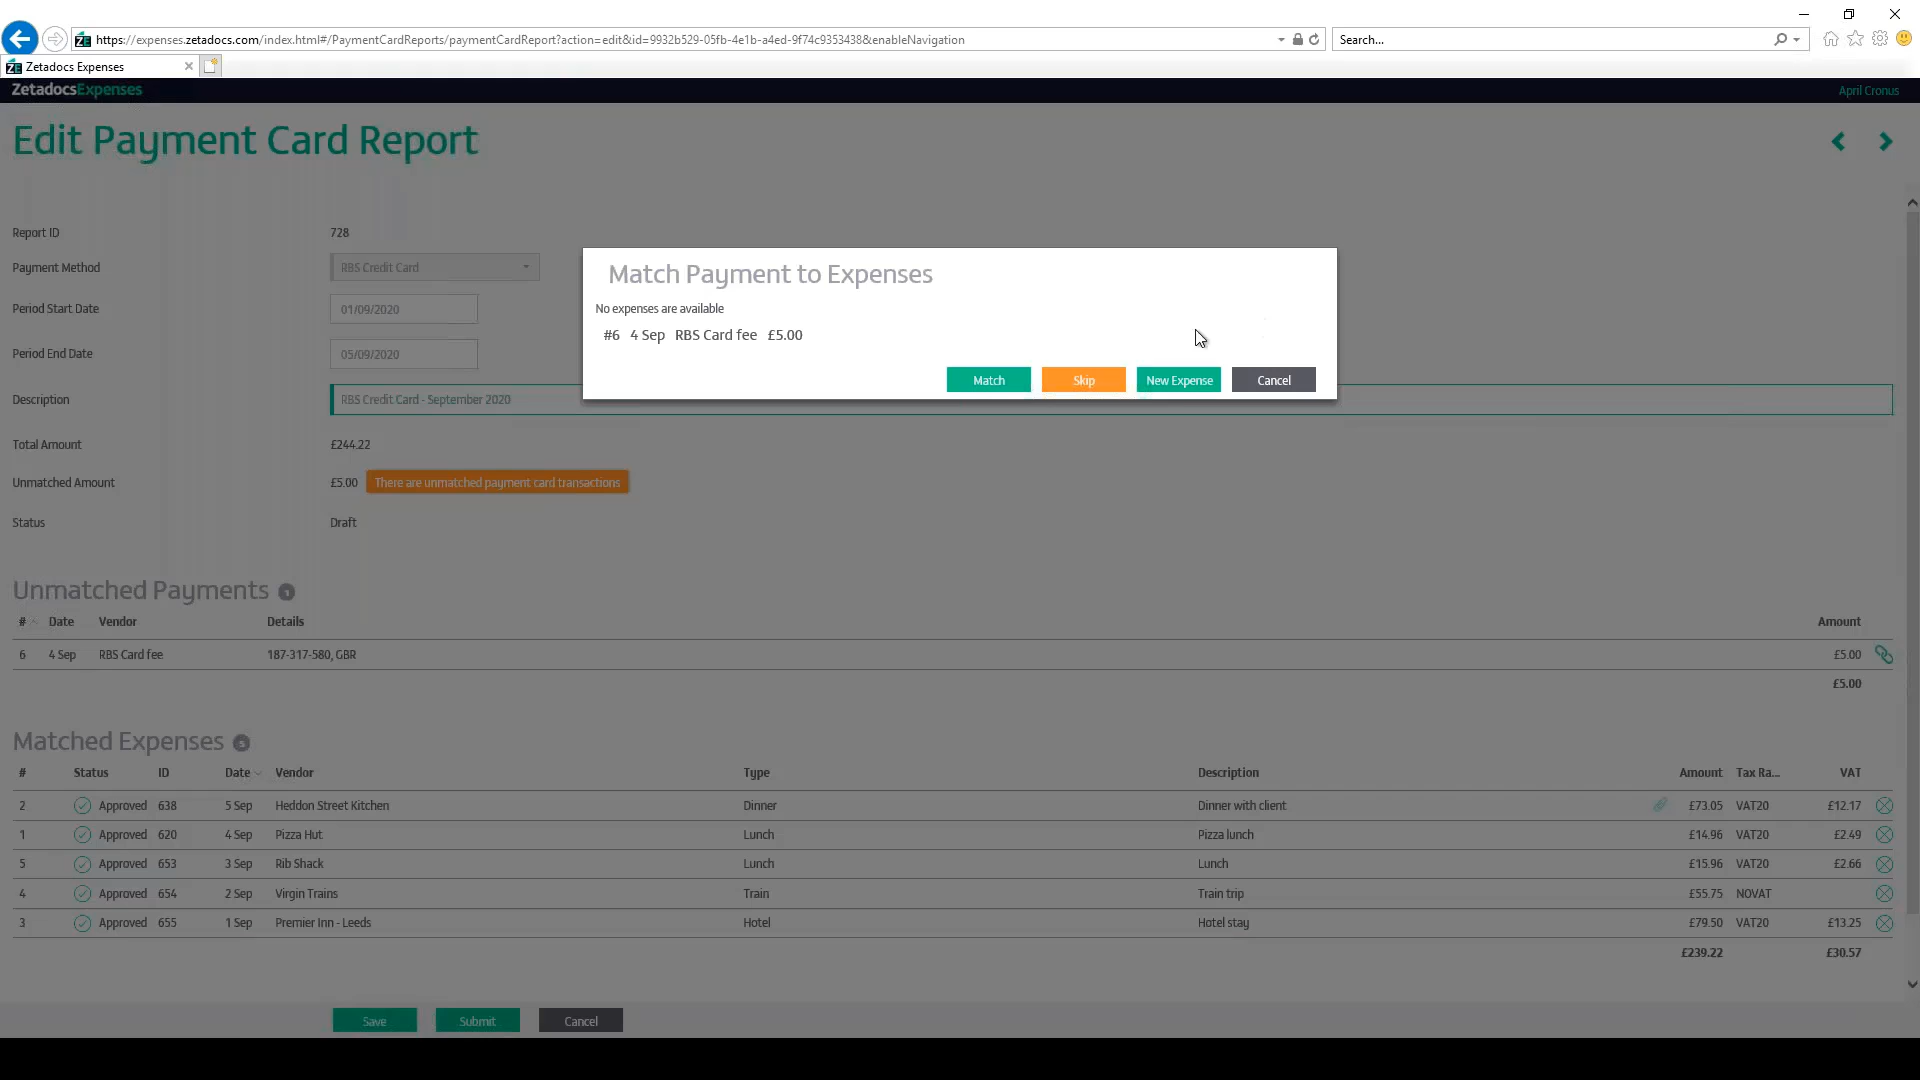 https://expenses.zetadocs.com/index.html#/PaymentCardReports/paymentCardReport?action=edit&id=9932b529-05fb-4e1b-a4ed-9f74c9353438&enableNavigation
Search...
Zetadocs Expenses
ZetadocsExpenses
April Cronus
Edit Payment Card Report
Report ID 728
Payment Method RBS Credit Card
Period Start Date 01/09/2020
Period End Date 05/09/2020
Description RBS Credit Card - September 2020
Total Amount £244.22
Unmatched Amount £5.00 There are unmatched payment card transactions
Status Draft
Match Payment to Expenses
No expenses are available
#6 4 Sep RBS Card fee £5.00
Match Skip New Expense Cancel
Unmatched Payments 1
# Date Vendor Details Amount
6 4 Sep RBS Card fee 187-317-580, GBR £5.00
£5.00
Matched Expenses 5
# Status ID Date Vendor Type Description Amount Tax Ra... VAT
2 Approved 638 5 Sep Heddon Street Kitchen Dinner Dinner with client £73.05 VAT20 £12.17
1 Approved 620 4 Sep Pizza Hut Lunch Pizza lunch £14.96 VAT20 £2.49
5 Approved 653 3 Sep Rib Shack Lunch Lunch £15.96 VAT20 £2.66
4 Approved 654 2 Sep Virgin Trains Train Train trip £55.75 NOVAT
3 Approved 655 1 Sep Premier Inn - Leeds Hotel Hotel stay £79.50 VAT20 £13.25
£239.22 £30.57
Save Submit Cancel